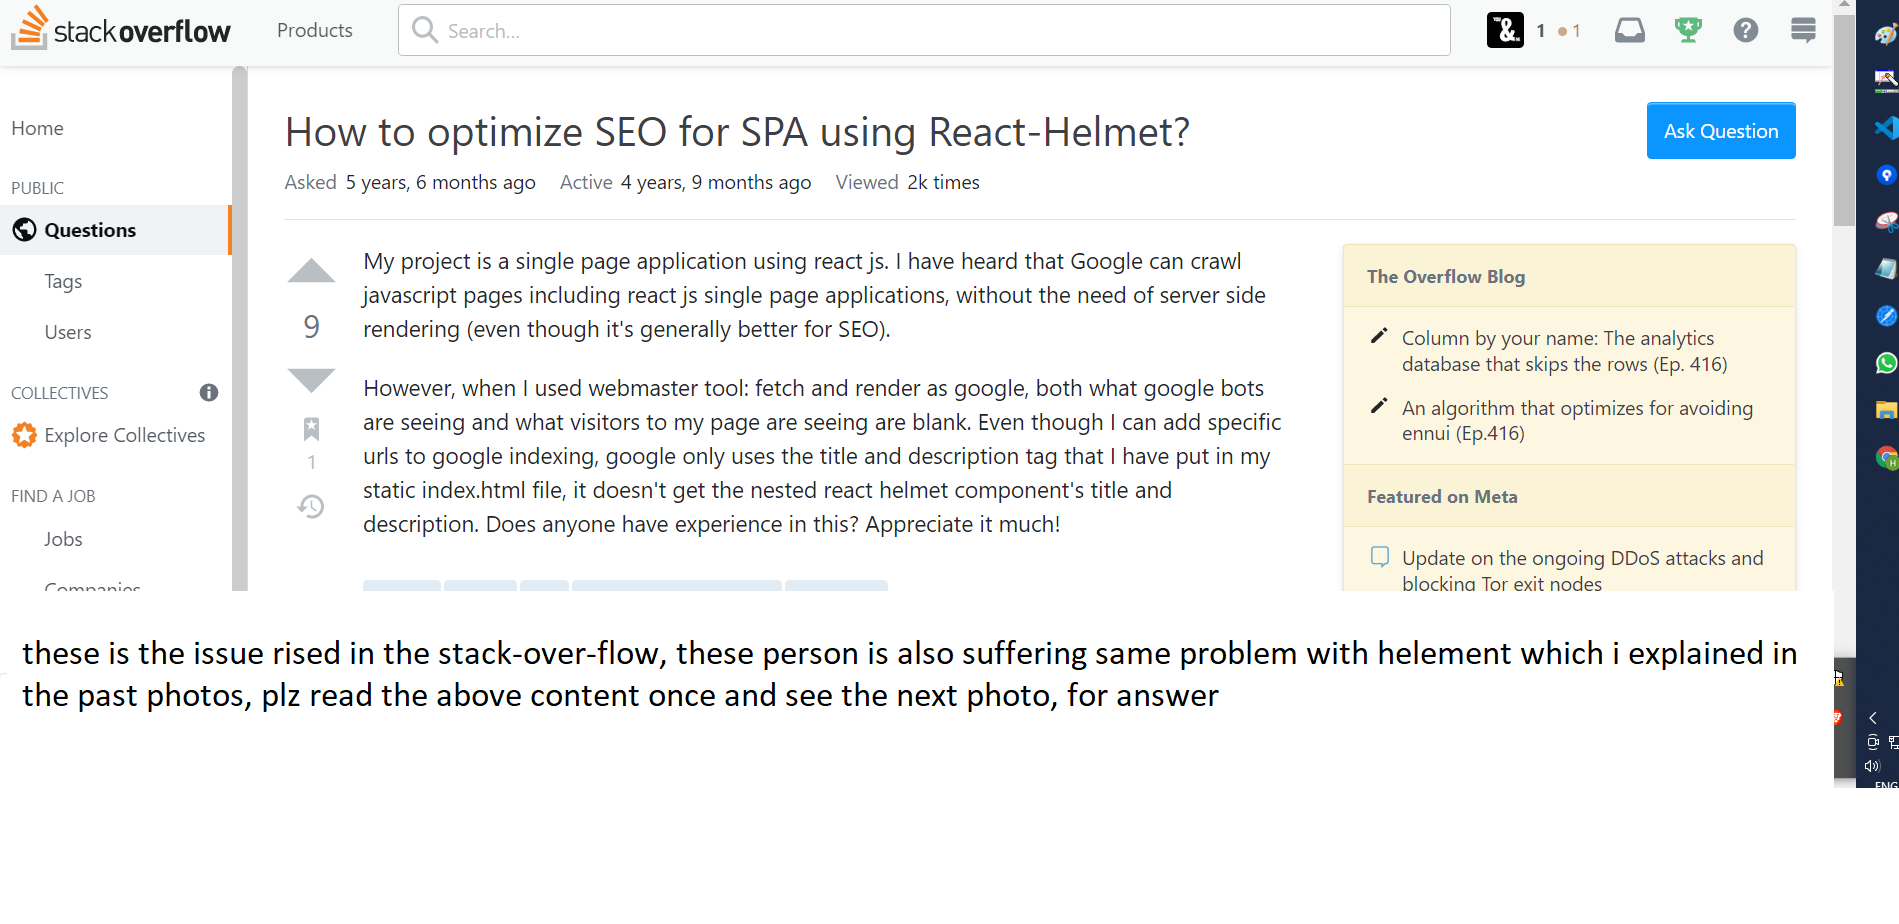 stackoverflow
Products
Search...
1 1
Home
PUBLIC
Questions
Tags
Users
COLLECTIVES
Explore Collectives
FIND A JOB
Jobs
Companies
How to optimize SEO for SPA using React-Helmet?
Ask Question
Asked 5 years, 6 months ago Active 4 years, 9 months ago Viewed 2k times
9
1
My project is a single page application using react js. I have heard that Google can crawl
javascript pages including react js single page applications, without the need of server side
rendering (even though it's generally better for SEO).
However, when I used webmaster tool: fetch and render as google, both what google bots
are seeing and what visitors to my page are seeing are blank. Even though I can add specific
urls to google indexing, google only uses the title and description tag that I have put in my
static index.html file, it doesn't get the nested react helmet component's title and
description. Does anyone have experience in this? Appreciate it much!
The Overflow Blog
Column by your name: The analytics
database that skips the rows (Ep. 416)
An algorithm that optimizes for avoiding
ennui (Ep.416)
Featured on Meta
Update on the ongoing DDoS attacks and
blocking Tor exit nodes
these is the issue rised in the stack-over-flow, these person is also suffering same problem with helement which i explained in
the past photos, plz read the above content once and see the next photo, for answer
ENG